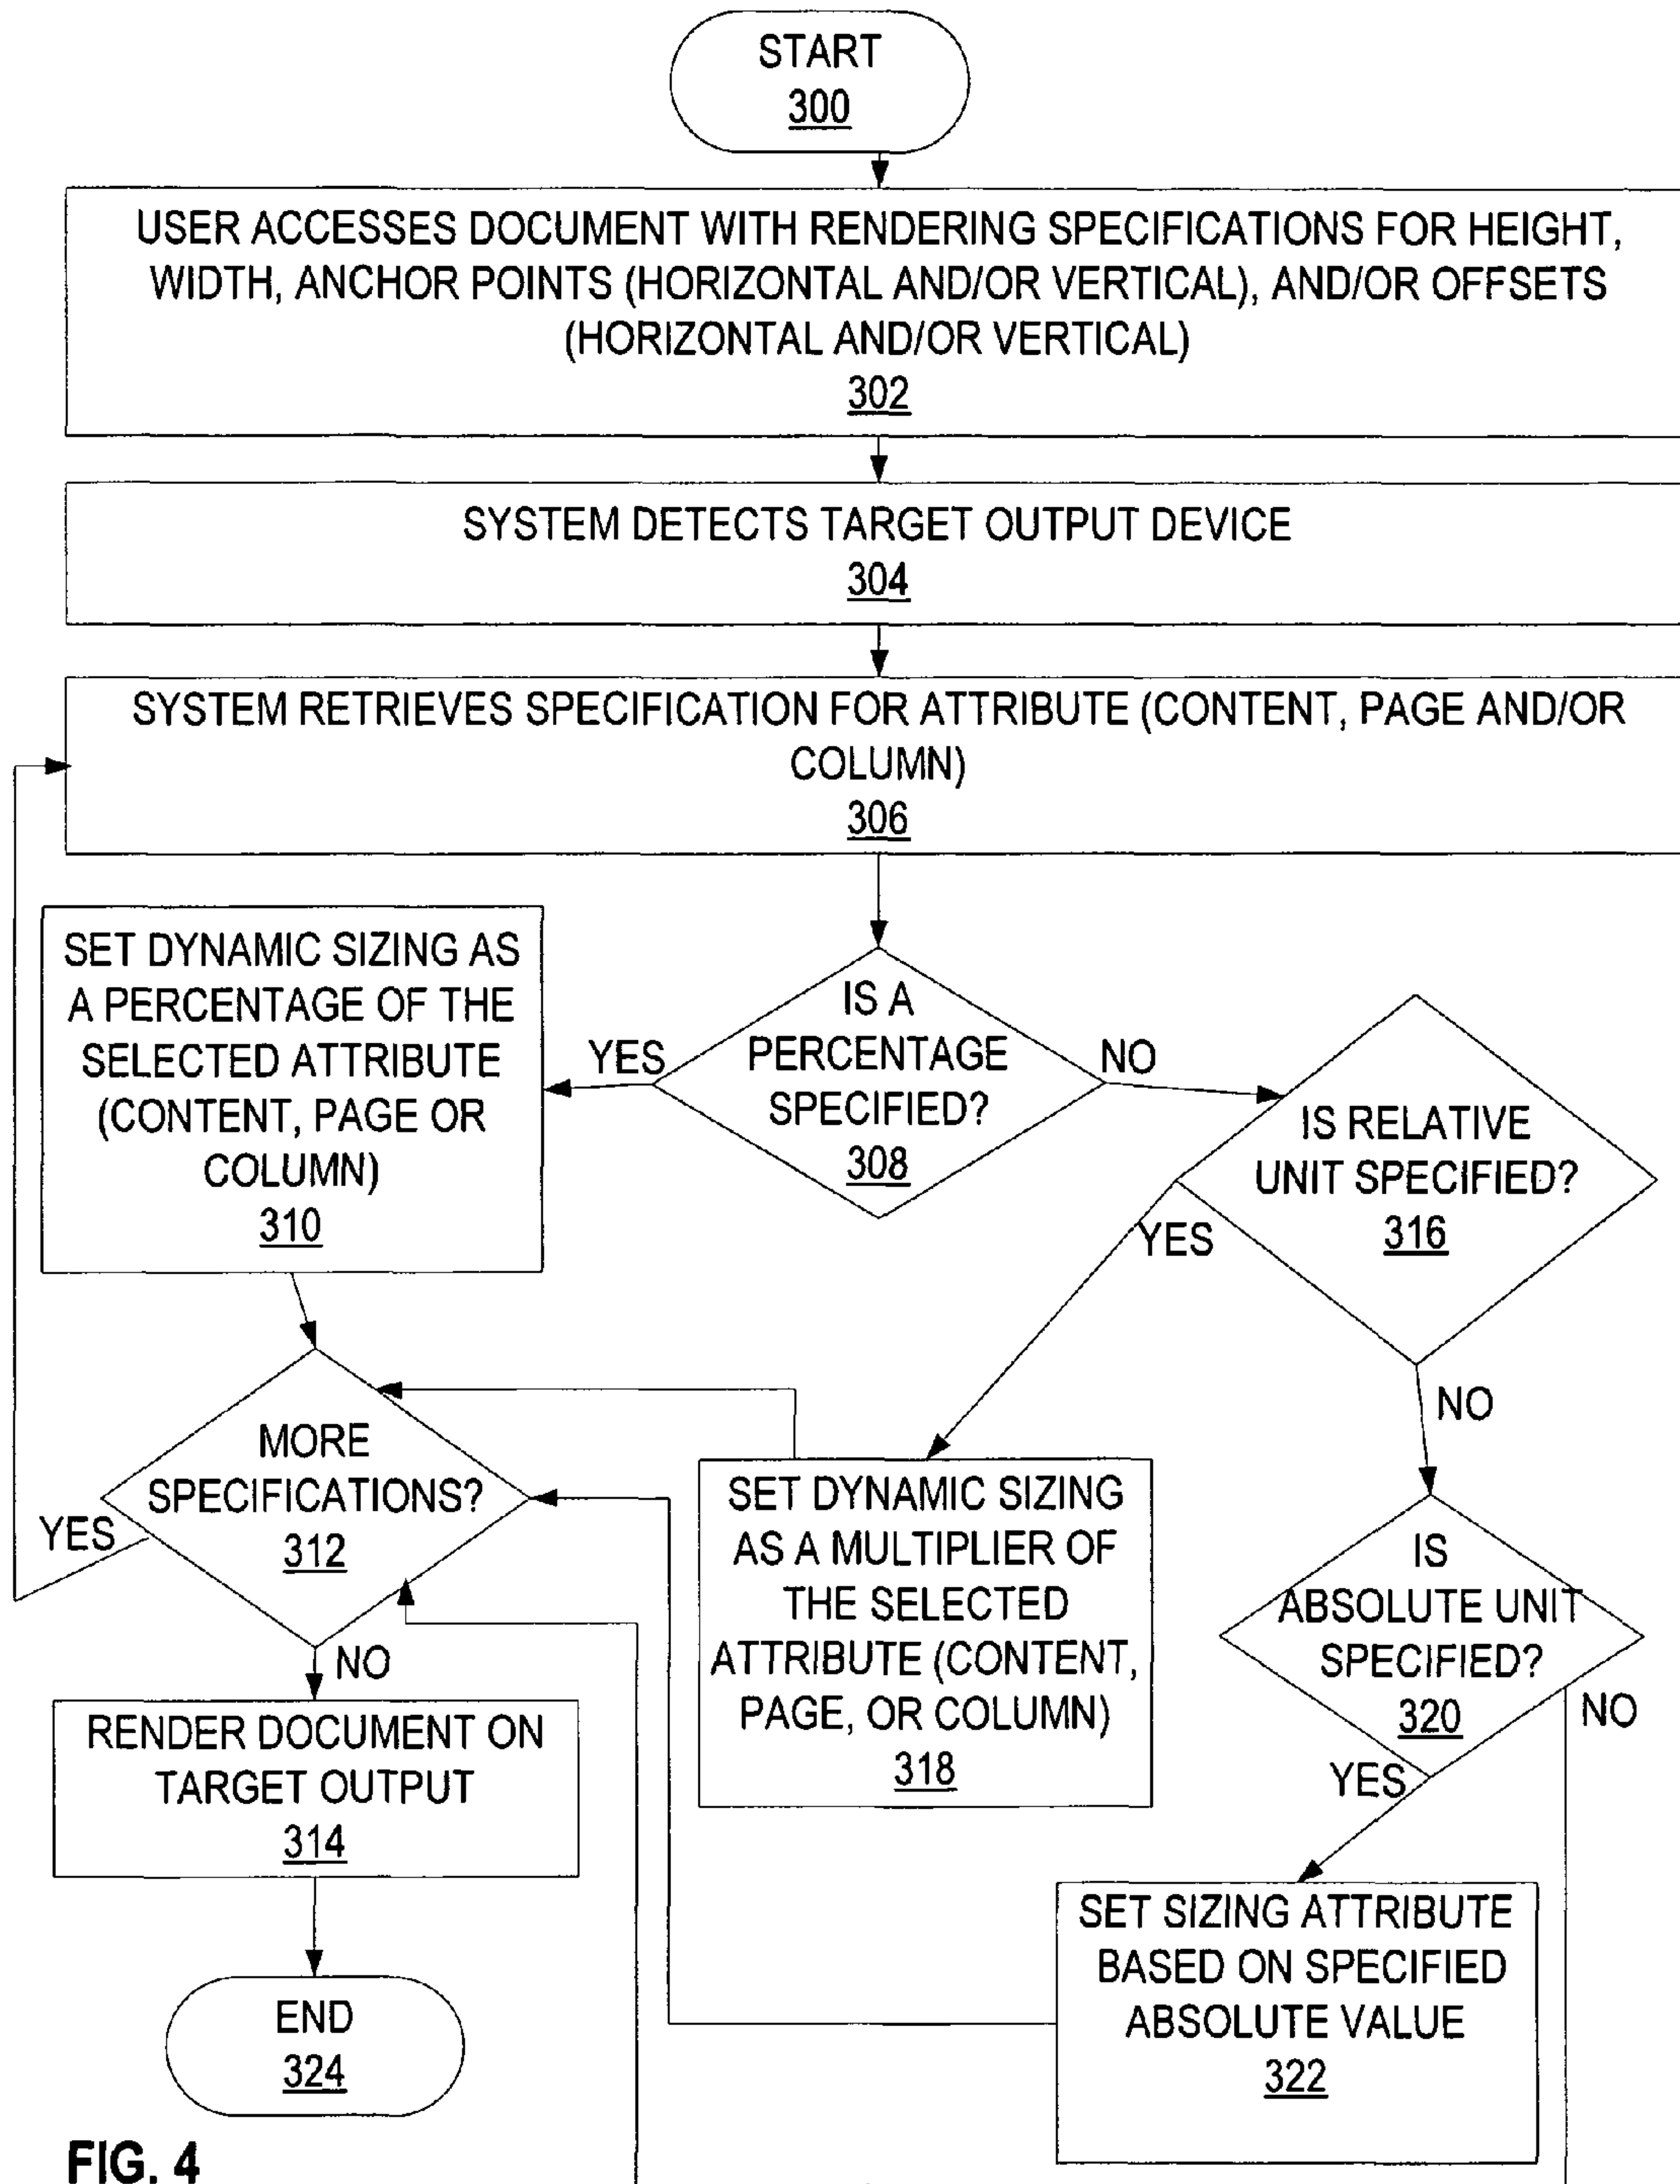 START
300
USER ACCESSES DOCUMENT WITH RENDERING SPECIFICATIONS FOR HEIGHT,
WIDTH, ANCHOR POINTS (HORIZONTAL AND/OR VERTICAL), AND/OR OFFSETS
(HORIZONTAL AND/OR VERTICAL)
302
SYSTEM DETECTS TARGET OUTPUT DEVICE
304
SYSTEM RETRIEVES SPECIFICATION FOR ATTRIBUTE (CONTENT, PAGE AND/OR
COLUMN)
306
SET DYNAMIC SIZING AS
A PERCENTAGE OF THE
SELECTED ATTRIBUTE
(CONTENT, PAGE OR
COLUMN)
310
YES
IS A
PERCENTAGE
SPECIFIED?
308
NO
IS RELATIVE
UNIT SPECIFIED?
316
YES
NO
MORE
SPECIFICATIONS?
312
YES
NO
SET DYNAMIC SIZING
AS A MULTIPLIER OF
THE SELECTED
ATTRIBUTE (CONTENT,
PAGE, OR COLUMN)
318
IS
ABSOLUTE UNIT
SPECIFIED?
320
NO
YES
RENDER DOCUMENT ON
TARGET OUTPUT
314
SET SIZING ATTRIBUTE
BASED ON SPECIFIED
ABSOLUTE VALUE
322
END
324
FIG. 4